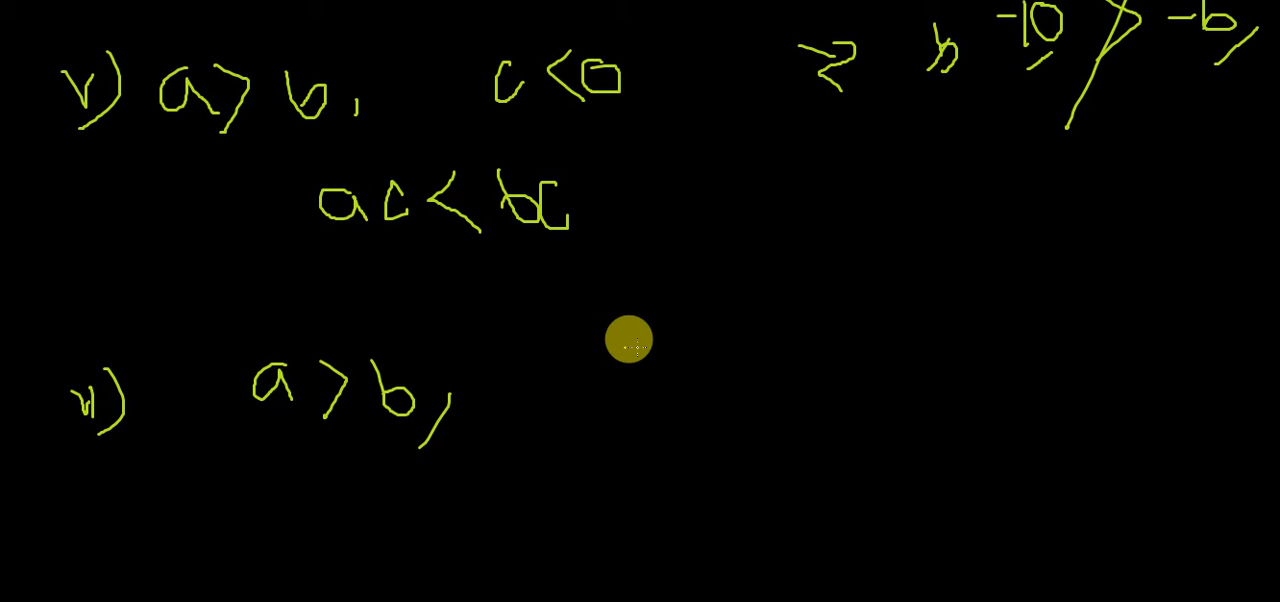 v) a > b, c < 0
ac < bc
vi) a > b,